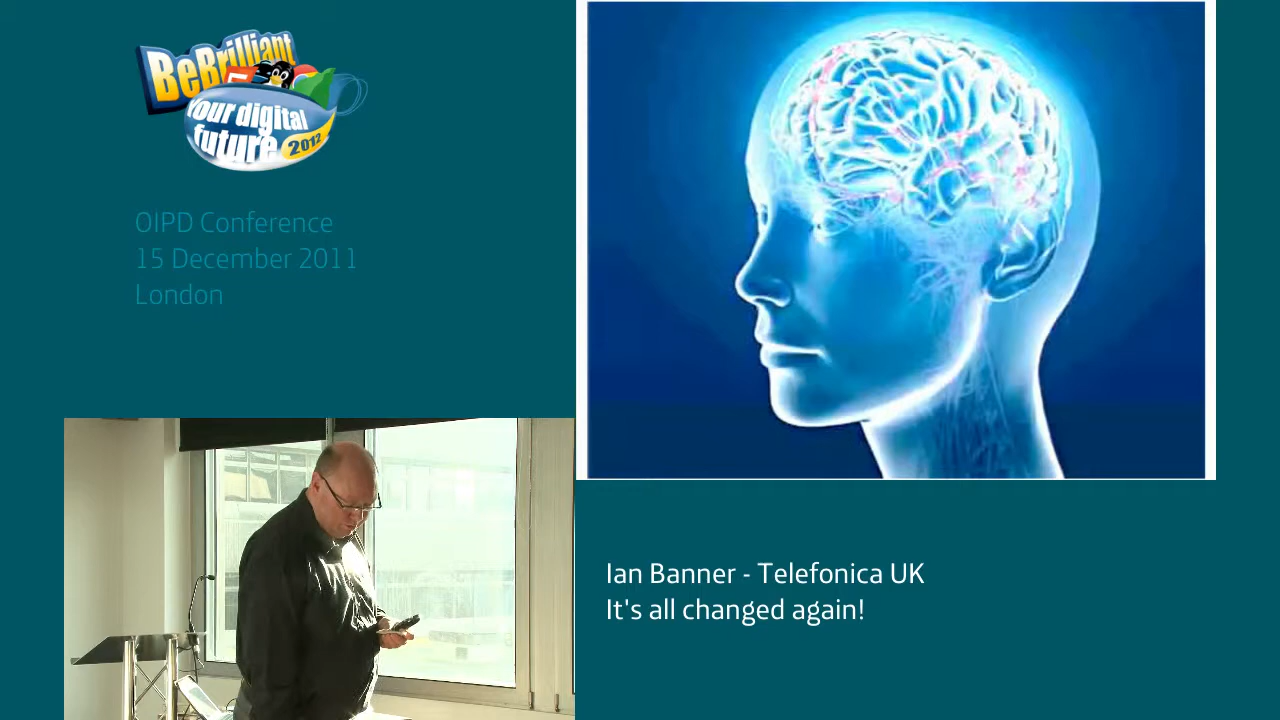 BeBrilliant
Your digital
future 2012
OIPD Conference
15 December 2011
London
Ian Banner - Telefonica UK
It's all changed again!